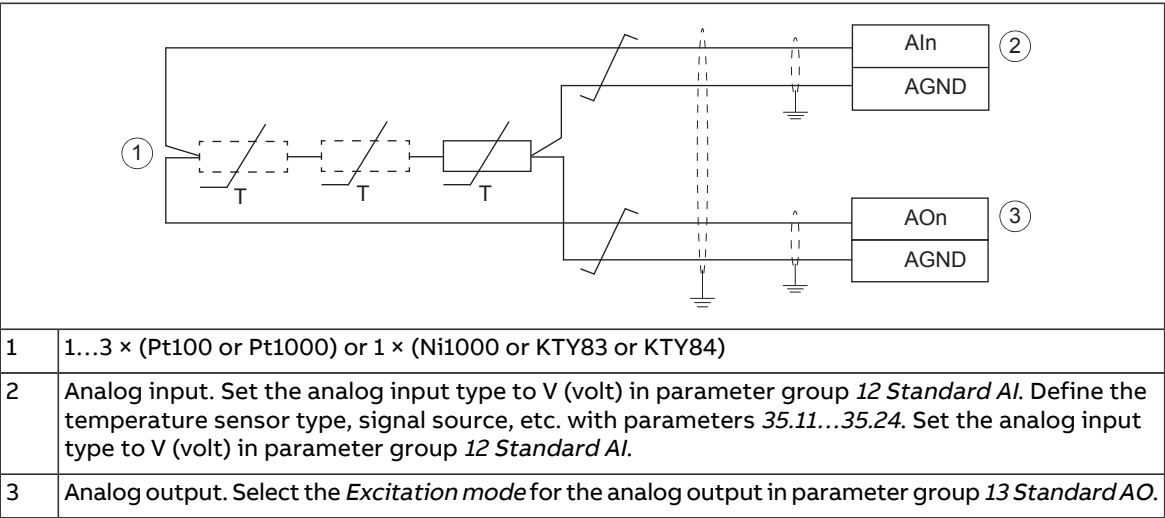 AIn
2
AGND
1
T
T
T
AOn
3
AGND
1 1…3 × (Pt100 or Pt1000) or 1 × (Ni1000 or KTY83 or KTY84)
2 Analog input. Set the analog input type to V (volt) in parameter group 12 Standard AI. Define the
temperature sensor type, signal source, etc. with parameters 35.11…35.24. Set the analog input
type to V (volt) in parameter group 12 Standard AI.
3 Analog output. Select the Excitation mode for the analog output in parameter group 13 Standard AO.